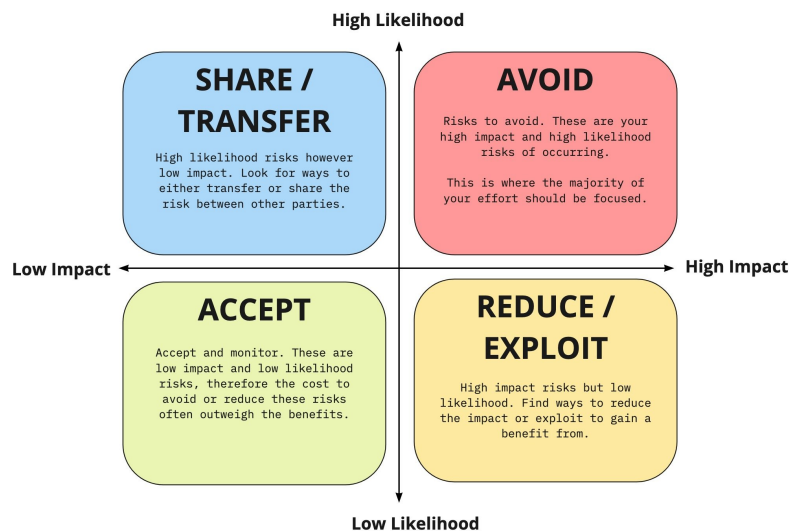 High Likelihood
SHARE /
TRANSFER
High likelihood risks however
low impact. Look for ways to
either transfer or share the
risk between other parties.
AVOID
Risks to avoid. These are your
high impact and high likelihood
risks of occurring.
This is where the majority of
your effort should be focused.
Low Impact
High Impact
ACCEPT
Accept and monitor. These are
low impact and low likelihood
risks, therefore the cost to
avoid or reduce these risks
often outweigh the benefits.
REDUCE /
EXPLOIT
High impact risks but low
likelihood. Find ways to reduce
the impact or exploit to gain a
benefit from.
Low Likelihood